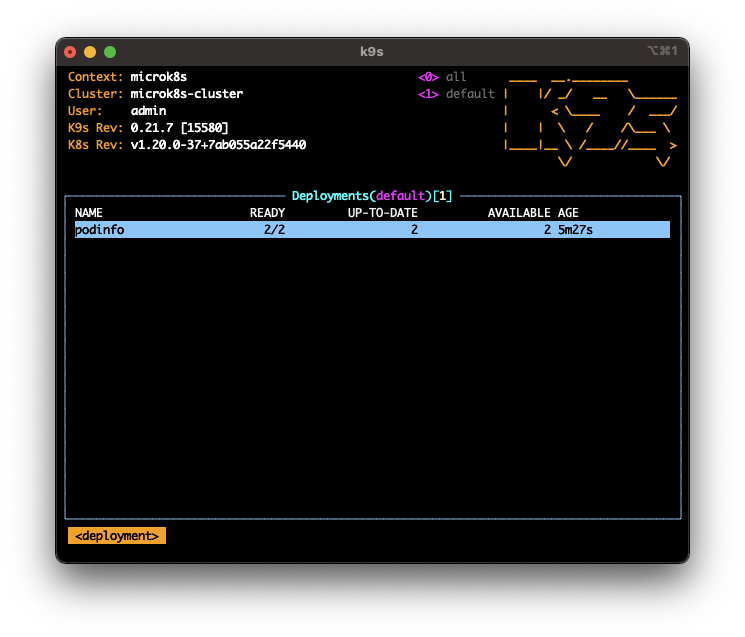 k9s
⌥⌘1
Context: microk8s <0> all
Cluster: microk8s-cluster <1> default
User: admin
K9s Rev: 0.21.7 [15580]
K8s Rev: v1.20.0-37+7ab055a22f5440
Deployments(default)[1]
NAME READY UP-TO-DATE AVAILABLE AGE
podinfo 2/2 2 2 5m27s
<deployment>